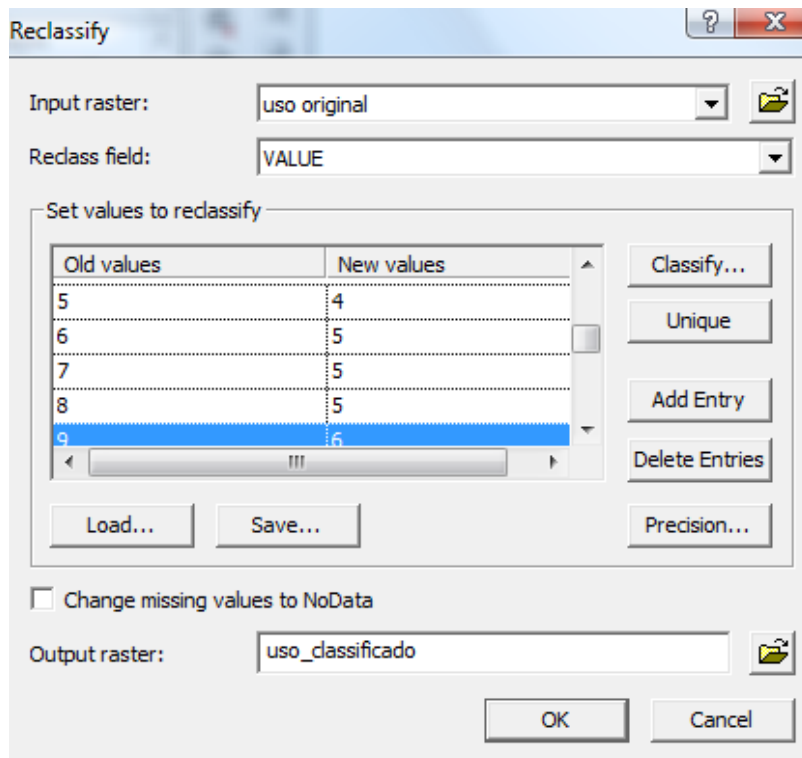 Reclassify
Input raster: uso original
Reclass field: VALUE
Set values to reclassify
Old values New values
5 4
6 5
7 5
8 5
9 6
Classify...
Unique
Add Entry
Delete Entries
Load... Save... Precision...
Change missing values to NoData
Output raster: uso_classificado
OK Cancel